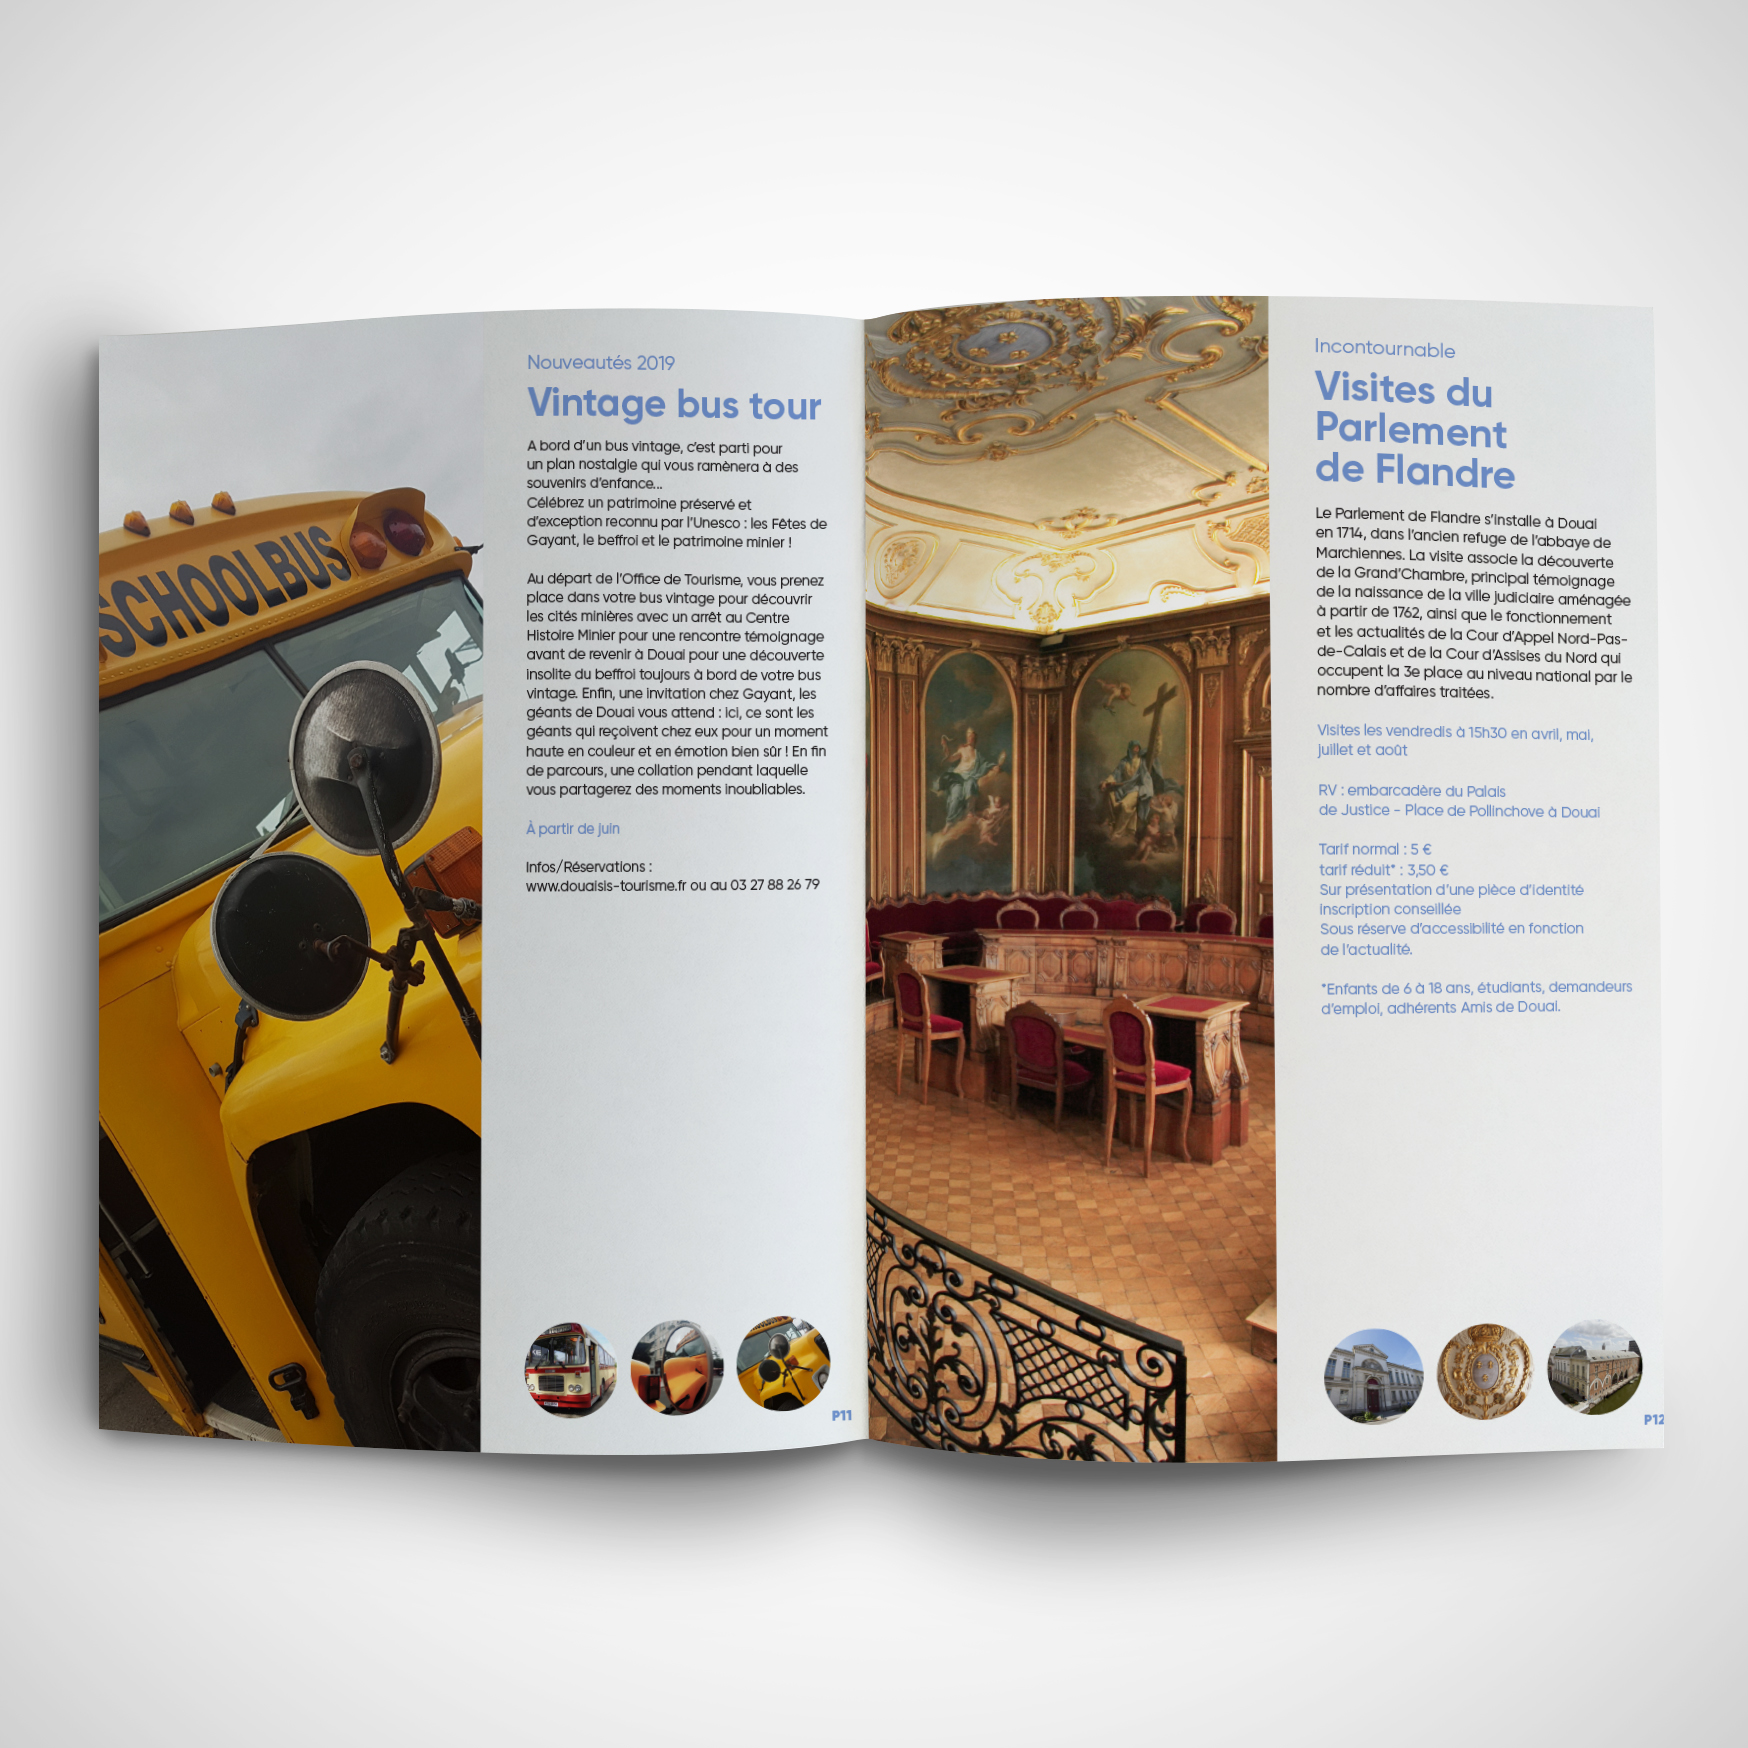 SCHOOLBUS
Nouveautés 2019
Vintage bus tour
A bord d'un bus vintage, c'est parti pour
un plan nostalgie qui vous ramènera à des
souvenirs d'enfance...
Célébrez un patrimoine préservé et
d'exception reconnu par l'Unesco : les Fêtes de
Gayant, le beffroi et le patrimoine minier !
Au départ de l'Office de Tourisme, vous prenez
place dans votre bus vintage pour découvrir
les cités minières avec un arrêt au Centre
Histoire Minier pour une rencontre témoignage
avant de revenir à Douai pour une découverte
insolite du beffroi toujours à bord de votre bus
vintage. Enfin, une invitation chez Gayant, les
géants de Douai vous attend : ici, ce sont les
géants qui reçoivent chez eux pour un moment
haute en couleur et en émotion bien sûr ! En fin
de parcours, une collation pendant laquelle
vous partagerez des moments inoubliables.
À partir de juin
Infos/Réservations :
www.douaisis-tourisme.fr ou au 03 27 88 26 79
P11
Incontournable
Visites du
Parlement
de Flandre
Le Parlement de Flandre s'installe à Douai
en 1714, dans l'ancien refuge de l'abbaye de
Marchiennes. La visite associe la découverte
de la Grand'Chambre, principal témoignage
de la naissance de la ville judiciaire aménagée
à partir de 1762, ainsi que le fonctionnement
et les actualités de la Cour d'Appel Nord-Pas-
de-Calais et de la Cour d'Assises du Nord qui
occupent la 3e place au niveau national par le
nombre d'affaires traitées.
Visites les vendredis à 15h30 en avril, mai,
juillet et août
RV : embarcadère du Palais
de Justice - Place de Pollinchove à Douai
Tarif normal : 5 €
tarif réduit* : 3,50 €
Sur présentation d'une pièce d'identité
inscription conseillée
Sous réserve d'accessibilité en fonction
de l'actualité.
*Enfants de 6 à 18 ans, étudiants, demandeurs
d'emploi, adhérents Amis de Douai.
P12